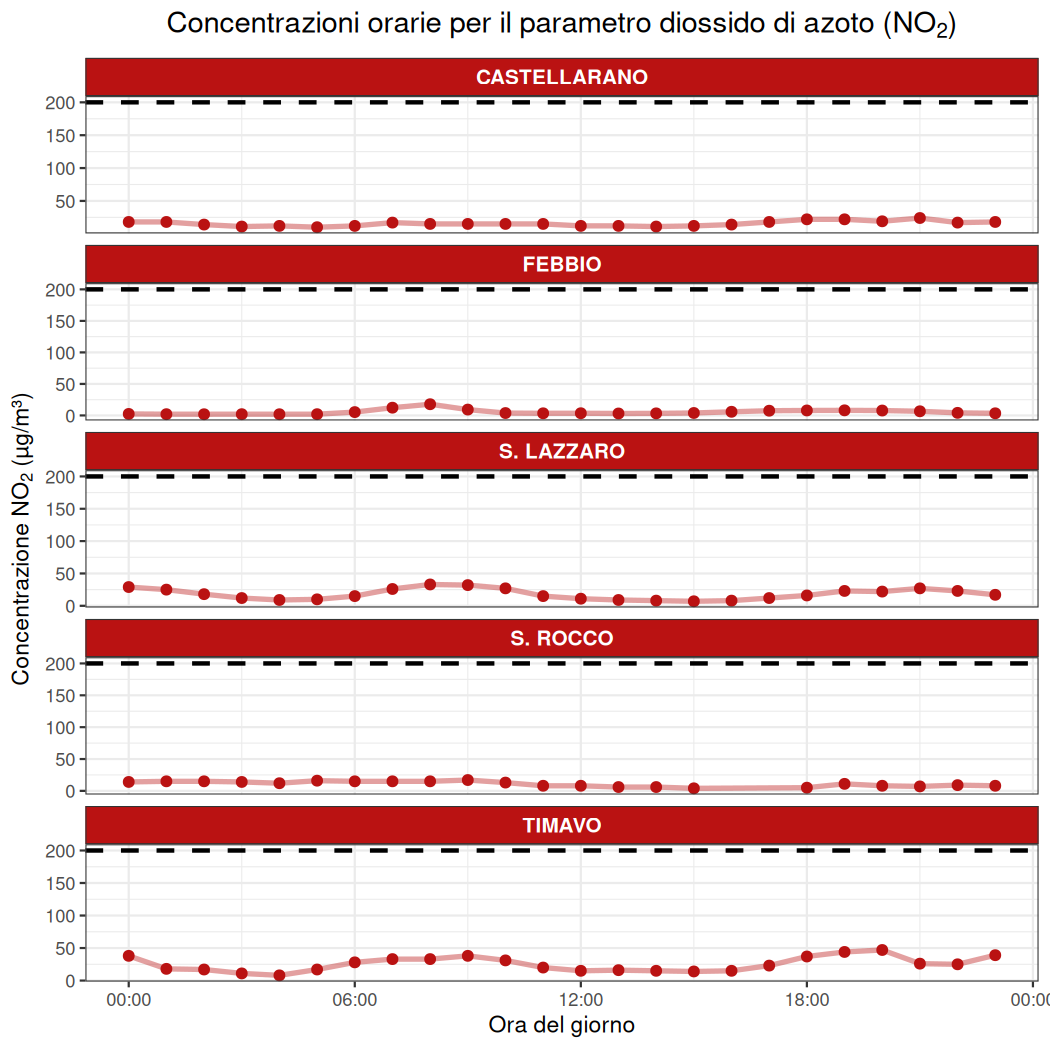 Concentrazioni orarie per il parametro diossido di azoto (NO₂)
Concentrazione NO₂ (µg/m³)
CASTELLARANO
200
150
100
50
FEBBIO
200
150
100
50
0
S. LAZZARO
200
150
100
50
0
S. ROCCO
200
150
100
50
0
TIMAVO
200
150
100
50
0
00:00 06:00 12:00 18:00 00:0
Ora del giorno